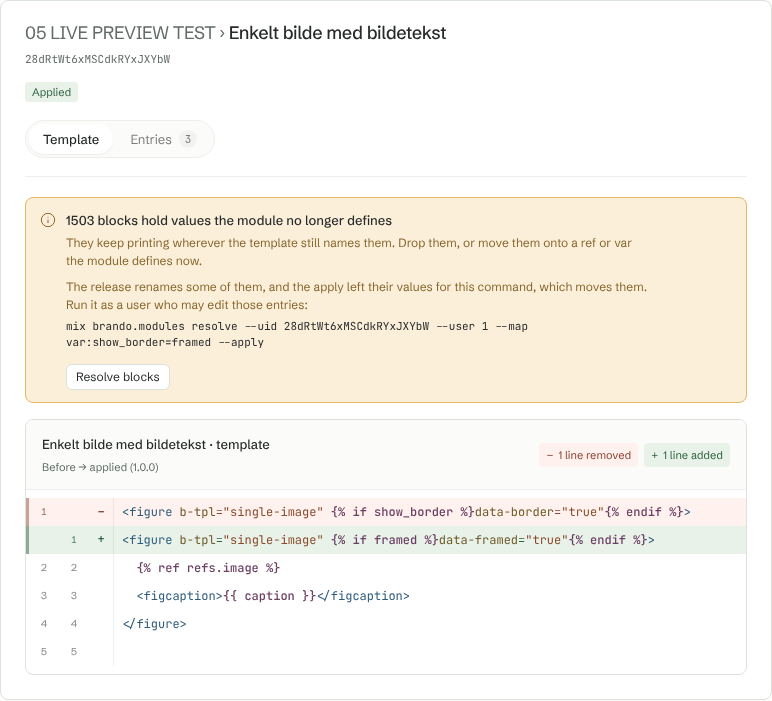 05 LIVE PREVIEW TEST › Enkelt bilde med bildetekst
28dRtWt6xMSCdkRYxJXYbW
Applied
Template Entries 3
1503 blocks hold values the module no longer defines
They keep printing wherever the template still names them. Drop them, or move them onto a ref or var
the module defines now.
The release renames some of them, and the apply left their values for this command, which moves them.
Run it as a user who may edit those entries:
mix brando.modules resolve --uid 28dRtWt6xMSCdkRYxJXYbW --user 1 --map
var:show_border=framed --apply
Resolve blocks
Enkelt bilde med bildetekst · template
Before → applied (1.0.0)
− 1 line removed + 1 line added
1 − <figure b-tpl="single-image" {% if show_border %}data-border="true"{% endif %}>
1 + <figure b-tpl="single-image" {% if framed %}data-framed="true"{% endif %}>
2 2 {% ref refs.image %}
3 3 <figcaption>{{ caption }}</figcaption>
4 4 </figure>
5 5